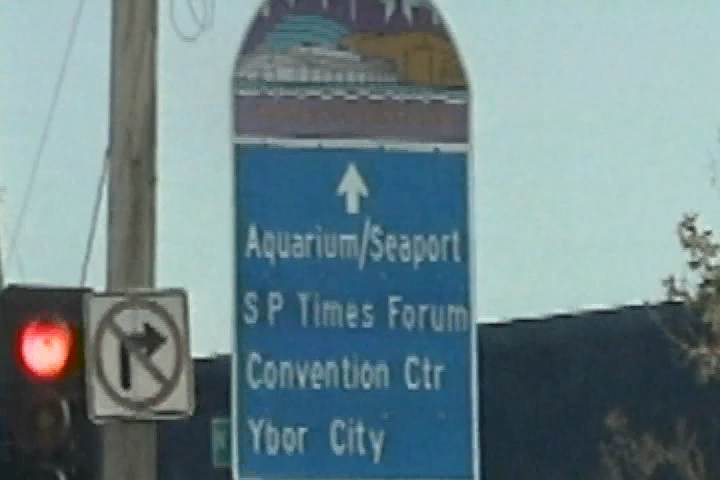 Aquarium/Seaport
S P Times Forum
Convention Ctr
Ybor City